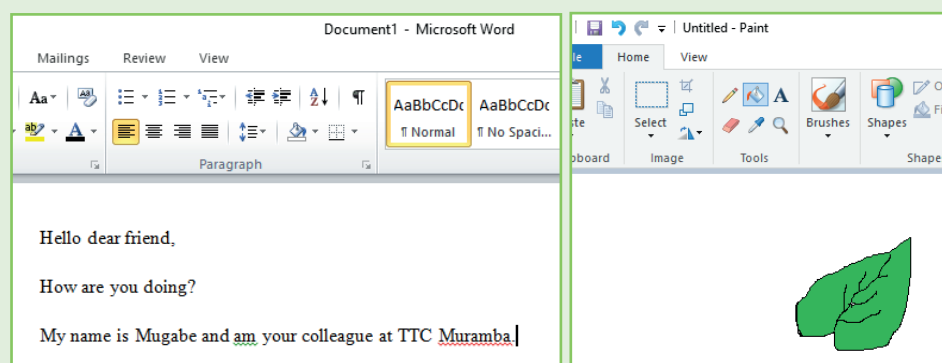 Document1 - Microsoft Word
Mailings Review View
Aa
A
AaBbCcDc AaBbCcDc
ab A
¶ Normal ¶ No Spaci...
Paragraph
Hello dear friend,
How are you doing?
My name is Mugabe and am your colleague at TTC Muramba.
Untitled - Paint
le Home View
A
ste Select Brushes Shapes
Image Tools Shape